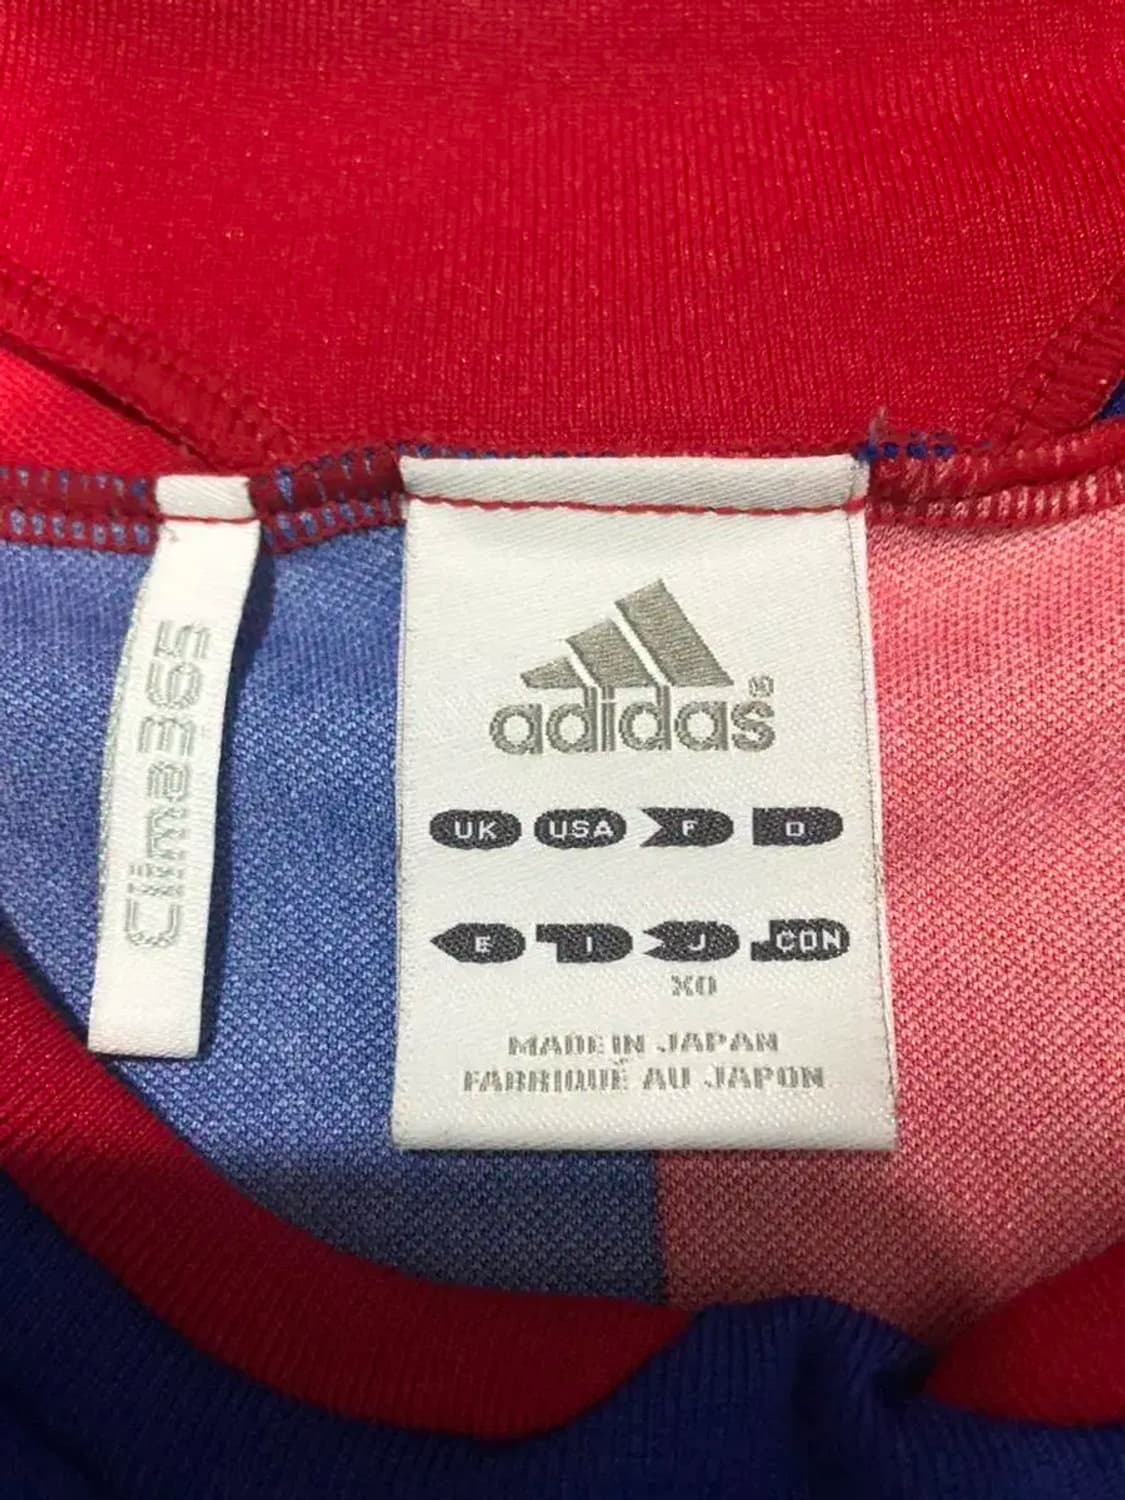 Clima365
adidas®
UK USA F D
E I J CON
XO
MADE IN JAPAN
FABRIQUÉ AU JAPON